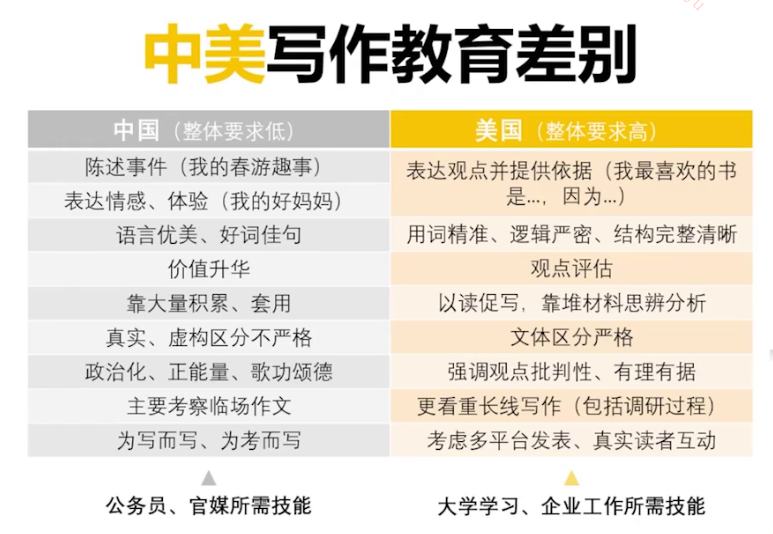 中美写作教育差别
中国（整体要求低）
美国（整体要求高）
陈述事件（我的春游趣事）
表达情感、体验（我的好妈妈）
表达观点并提供依据（我最喜欢的书
是...，因为...）
语言优美、好词佳句
用词精准、逻辑严密、结构完整清晰
价值升华
观点评估
靠大量积累、套用
以读促写，靠堆材料思辨分析
真实、虚构区分不严格
文体区分严格
政治化、正能量、歌功颂德
强调观点批判性、有理有据
主要考察临场作文
更看重长线写作（包括调研过程）
为写而写、为考而写
考虑多平台发表、真实读者互动
公务员、官媒所需技能
大学学习、企业工作所需技能